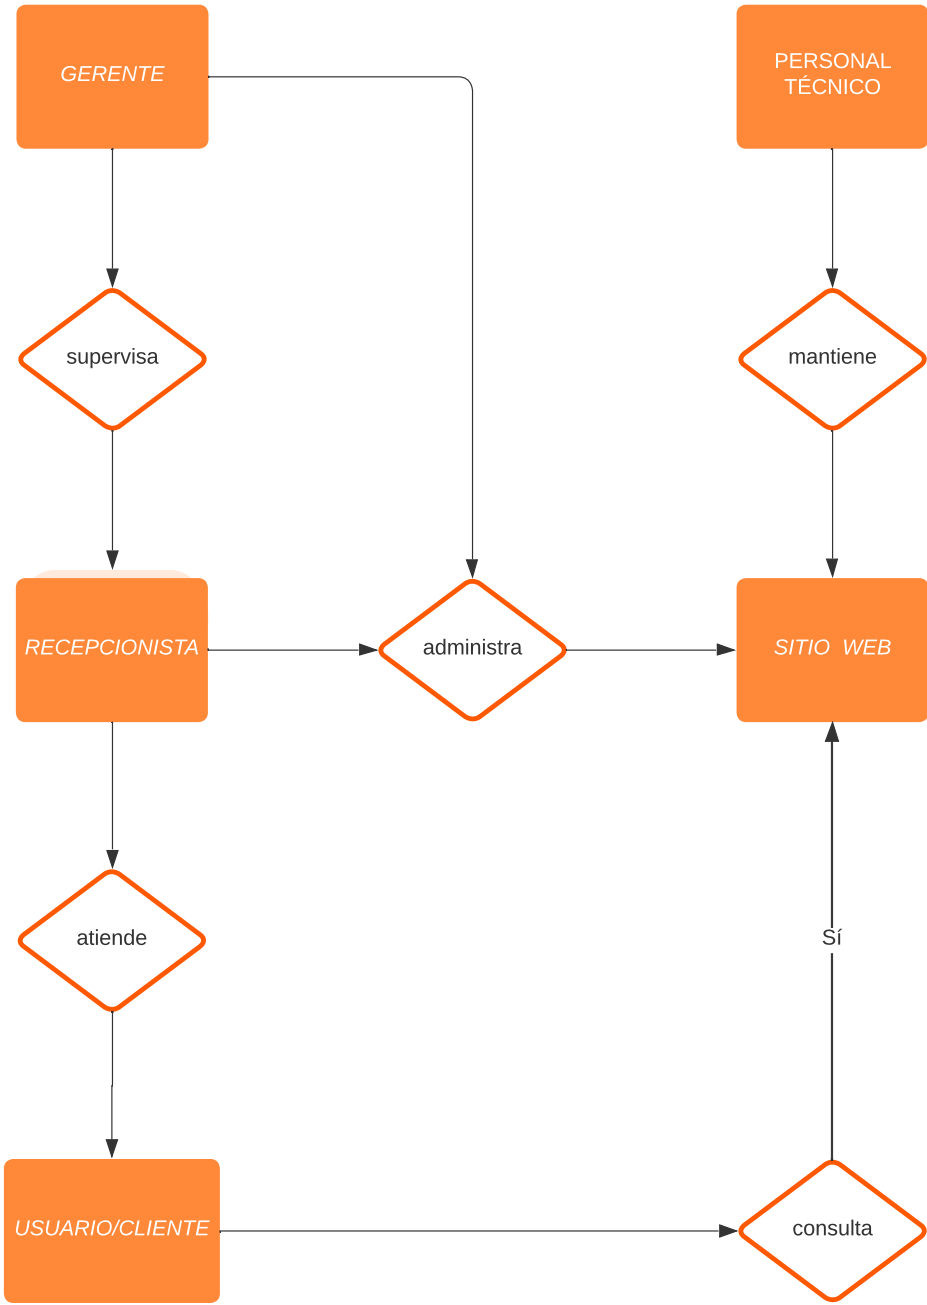 GERENTE
PERSONAL
TÉCNICO
supervisa
mantiene
RECEPCIONISTA
administra
SITIO  WEB
atiende
Sí
USUARIO/CLIENTE
consulta